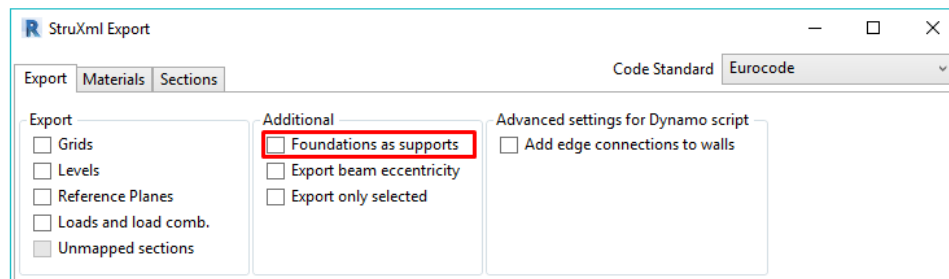 StruXml Export
Export Materials Sections Code Standard Eurocode
Export
Grids
Levels
Reference Planes
Loads and load comb.
Unmapped sections
Additional
Foundations as supports
Export beam eccentricity
Export only selected
Advanced settings for Dynamo script
Add edge connections to walls